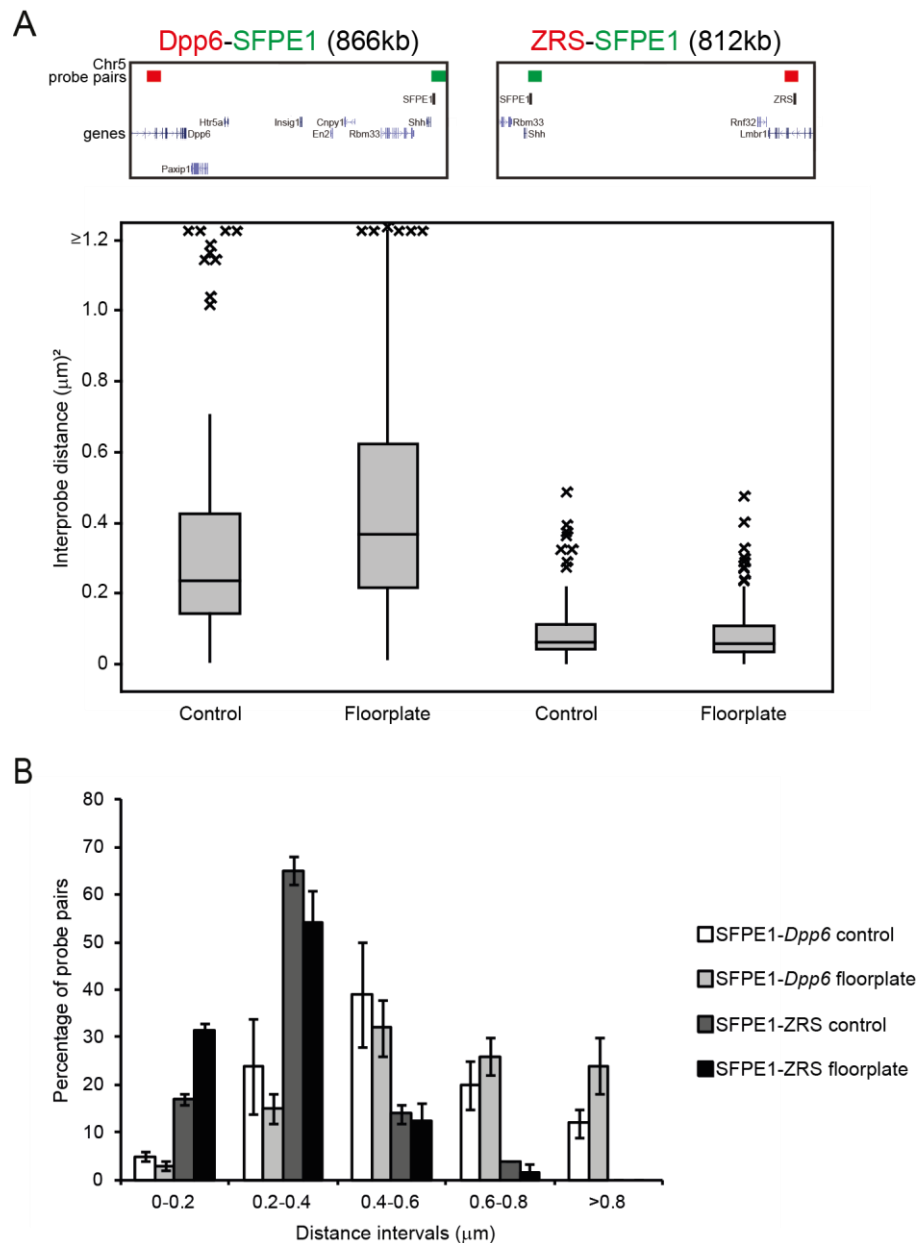 A
Dpp6-SFPE1 (866kb)
ZRS-SFPE1 (812kb)
Chr5
probe pairs
genes
SFPE1
Htr5a
Insig1
Cnpy1
Shh
Dpp6
En2
Rbm33
Paxip1
SFPE1
ZRS
Rbm33
Rnf32
Shh
Lmbr1
Interprobe distance (μm)²
≥1.2
1.0
0.8
0.6
0.4
0.2
0
Control
Floorplate
Control
Floorplate
B
Percentage of probe pairs
80
70
60
50
40
30
20
10
0
0-0.2
0.2-0.4
0.4-0.6
0.6-0.8
>0.8
Distance intervals (μm)
SFPE1-Dpp6 control
SFPE1-Dpp6 floorplate
SFPE1-ZRS control
SFPE1-ZRS floorplate